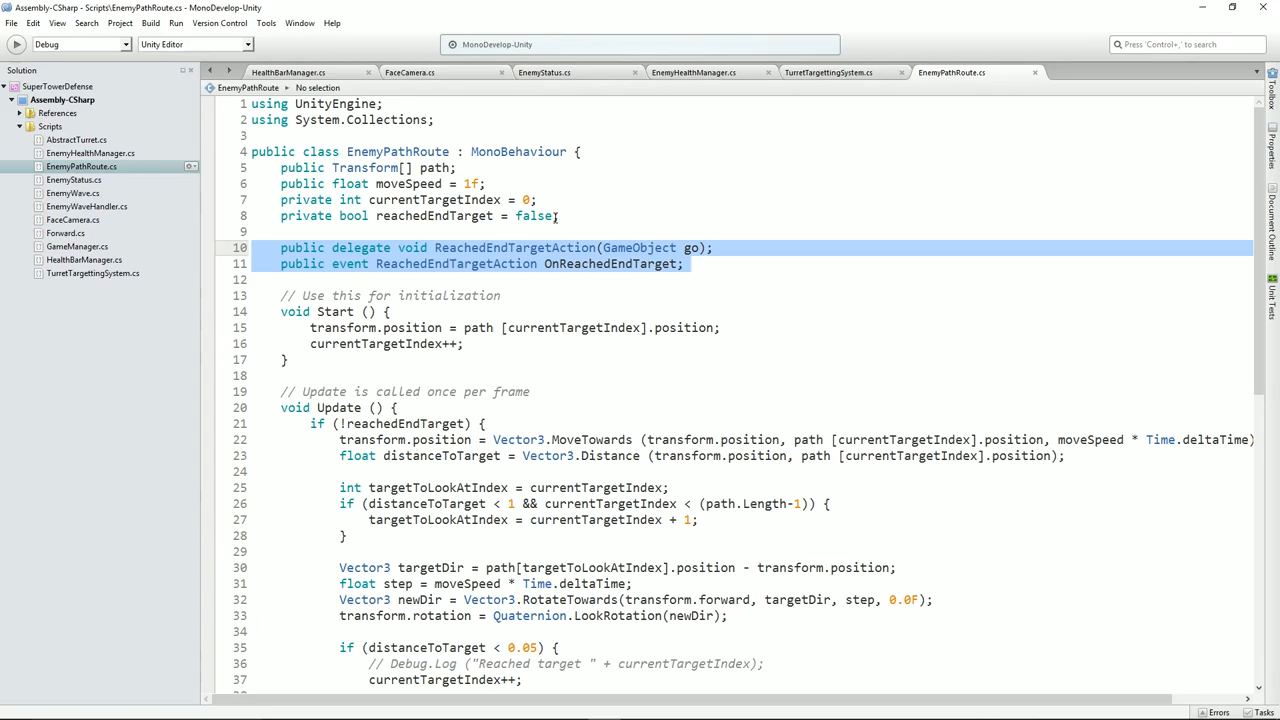 Assembly-CSharp - Scripts\EnemyPathRoute.cs - MonoDevelop-Unity
File Edit View Search Project Build Run Version Control Tools Window Help
Debug Unity Editor MonoDevelop-Unity Press 'Control+,' to search
Solution
SuperTowerDefense
Assembly-CSharp
References
Scripts
AbstractTurret.cs
EnemyHealthManager.cs
EnemyPathRoute.cs
EnemyStatus.cs
EnemyWave.cs
EnemyWaveHandler.cs
FaceCamera.cs
Forward.cs
GameManager.cs
HealthBarManager.cs
TurretTargettingSystem.cs
HealthBarManager.cs FaceCamera.cs EnemyStatus.cs EnemyHealthManager.cs TurretTargettingSystem.cs EnemyPathRoute.cs
EnemyPathRoute No selection
1 using UnityEngine;
2 using System.Collections;
3
4 public class EnemyPathRoute : MonoBehaviour {
5 public Transform[] path;
6 public float moveSpeed = 1f;
7 private int currentTargetIndex = 0;
8 private bool reachedEndTarget = false;
9
10 public delegate void ReachedEndTargetAction(GameObject go);
11 public event ReachedEndTargetAction OnReachedEndTarget;
12
13 // Use this for initialization
14 void Start () {
15 transform.position = path [currentTargetIndex].position;
16 currentTargetIndex++;
17 }
18
19 // Update is called once per frame
20 void Update () {
21 if (!reachedEndTarget) {
22 transform.position = Vector3.MoveTowards (transform.position, path [currentTargetIndex].position, moveSpeed * Time.deltaTime)
23 float distanceToTarget = Vector3.Distance (transform.position, path [currentTargetIndex].position);
24
25 int targetToLookAtIndex = currentTargetIndex;
26 if (distanceToTarget < 1 && currentTargetIndex < (path.Length-1)) {
27 targetToLookAtIndex = currentTargetIndex + 1;
28 }
29
30 Vector3 targetDir = path[targetToLookAtIndex].position - transform.position;
31 float step = moveSpeed * Time.deltaTime;
32 Vector3 newDir = Vector3.RotateTowards(transform.forward, targetDir, step, 0.0F);
33 transform.rotation = Quaternion.LookRotation(newDir);
34
35 if (distanceToTarget < 0.05) {
36 // Debug.Log ("Reached target " + currentTargetIndex);
37 currentTargetIndex++;
Toolbox
Properties
Document Outline
Unit Tests
Errors Tasks